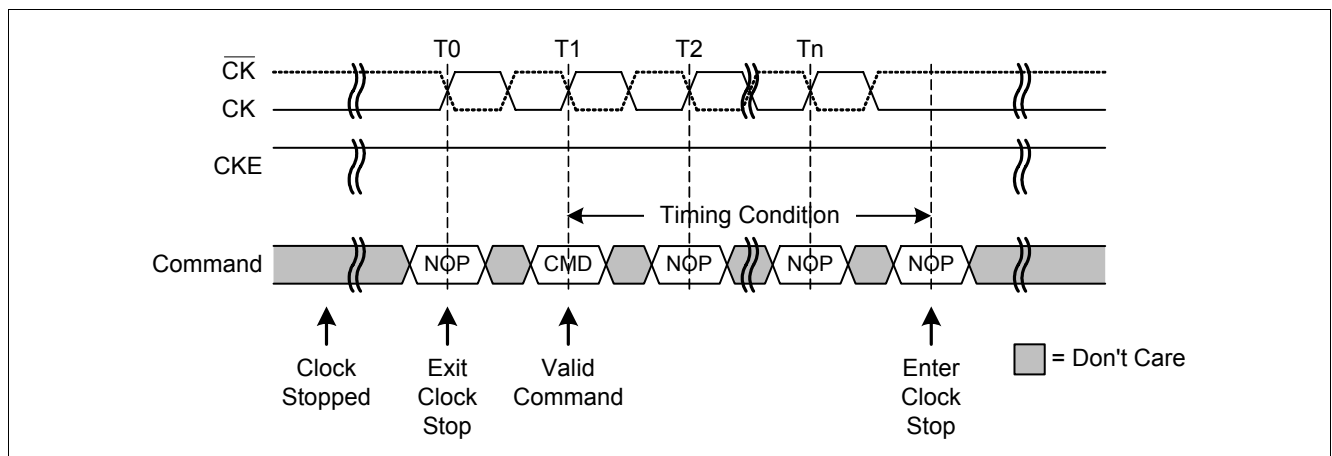 T0 T1 T2 Tn
C̅K̅
CK
CKE
Timing Condition
Command NOP CMD NOP NOP NOP
Clock Stopped
Exit Clock Stop
Valid Command
Enter Clock Stop
= Don't Care